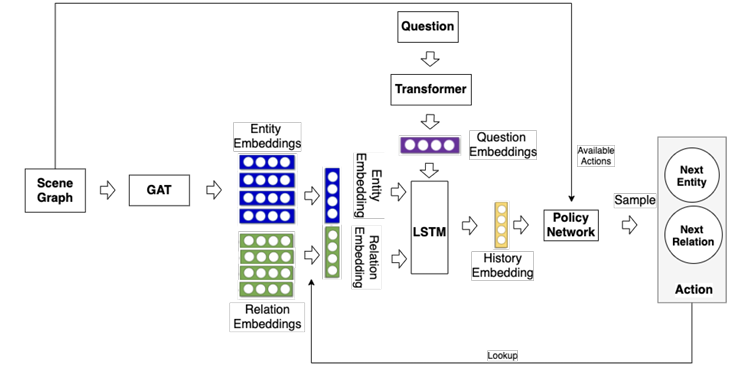 Question
Transformer
Question
Embeddings
Entity
Embeddings
Entity
Embedding
Available
Actions
Scene
Graph
GAT
LSTM
Policy
Network
Sample
Next
Entity
Next
Relation
Action
Relation
Embedding
History
Embedding
Relation
Embeddings
Lookup